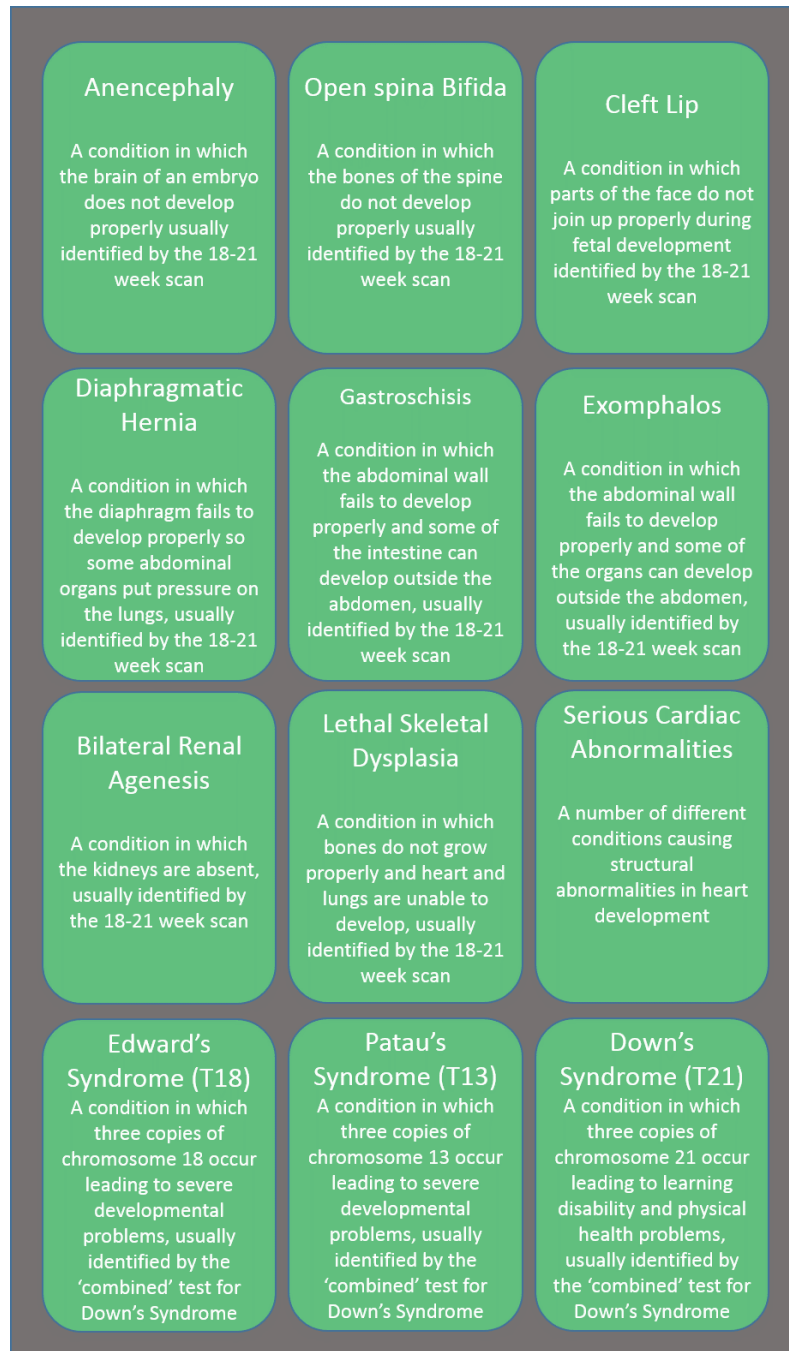 Anencephaly
A condition in which
the brain of an embryo
does not develop
properly usually
identified by the 18-21
week scan
Open spina Bifida
A condition in which
the bones of the spine
do not develop
properly usually
identified by the 18-21
week scan
Cleft Lip
A condition in which
parts of the face do not
join up properly during
fetal development
identified by the 18-21
week scan
Diaphragmatic
Hernia
A condition in which
the diaphragm fails to
develop properly so
some abdominal
organs put pressure on
the lungs, usually
identified by the 18-21
week scan
Gastroschisis
A condition in which
the abdominal wall
fails to develop
properly and some of
the intestine can
develop outside the
abdomen, usually
identified by the 18-21
week scan
Exomphalos
A condition in which
the abdominal wall
fails to develop
properly and some of
the organs can develop
outside the abdomen,
usually identified by
the 18-21 week scan
Bilateral Renal
Agenesis
A condition in which
the kidneys are absent,
usually identified by
the 18-21 week scan
Lethal Skeletal
Dysplasia
A condition in which
bones do not grow
properly and heart and
lungs are unable to
develop, usually
identified by the 18-21
week scan
Serious Cardiac
Abnormalities
A number of different
conditions causing
structural
abnormalities in heart
development
Edward’s
Syndrome (T18)
A condition in which
three copies of
chromosome 18 occur
leading to severe
developmental
problems, usually
identified by the
‘combined’ test for
Down’s Syndrome
Patau’s
Syndrome (T13)
A condition in which
three copies of
chromosome 13 occur
leading to severe
developmental
problems, usually
identified by the
‘combined’ test for
Down’s Syndrome
Down’s
Syndrome (T21)
A condition in which
three copies of
chromosome 21 occur
leading to learning
disability and physical
health problems,
usually identified by
the ‘combined’ test for
Down’s Syndrome